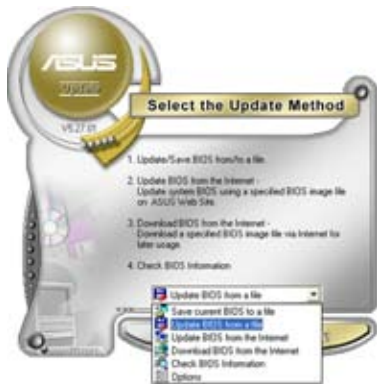 ASUS
Update
V6.27.01
Select the Update Method
1. Update/Save BIOS from/to a file.
2. Update BIOS from the Internet -
Update system BIOS using a specified BIOS image file
on ASUS Web Site.
3. Download BIOS from the Internet -
Download a specified BIOS image file via Internet for
later usage.
4. Check BIOS Information
Update BIOS from a file
Save current BIOS to a file
Update BIOS from a file
Update BIOS from the Internet
Download BIOS from the Internet
Check BIOS Information
Options